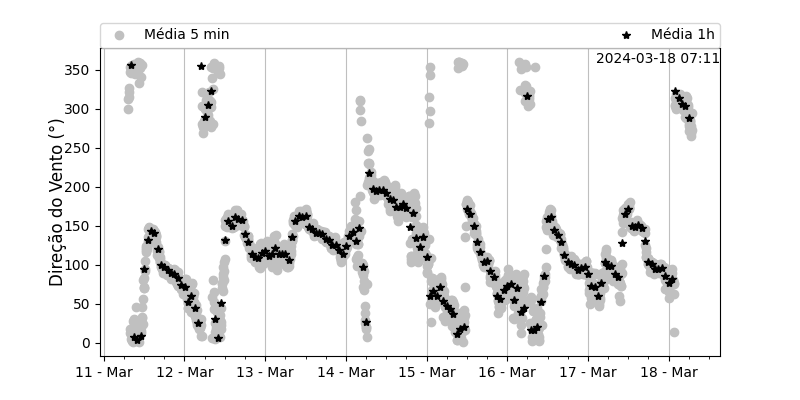 Média 5 min
Média 1h
2024-03-18 07:11
Direção do Vento (°)
350
300
250
200
150
100
50
0
11 - Mar
12 - Mar
13 - Mar
14 - Mar
15 - Mar
16 - Mar
17 - Mar
18 - Mar